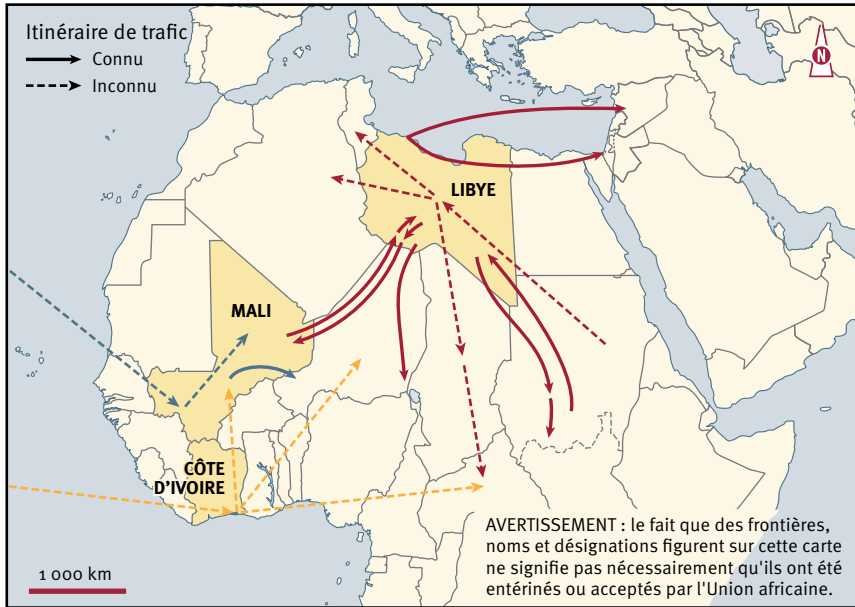 Itinéraire de trafic
Connu
Inconnu
N
LIBYE
MALI
CÔTE
D'IVOIRE
AVERTISSEMENT : le fait que des frontières,
noms et désignations figurent sur cette carte
ne signifie pas nécessairement qu'ils ont été
entérinés ou acceptés par l'Union africaine.
1 000 km